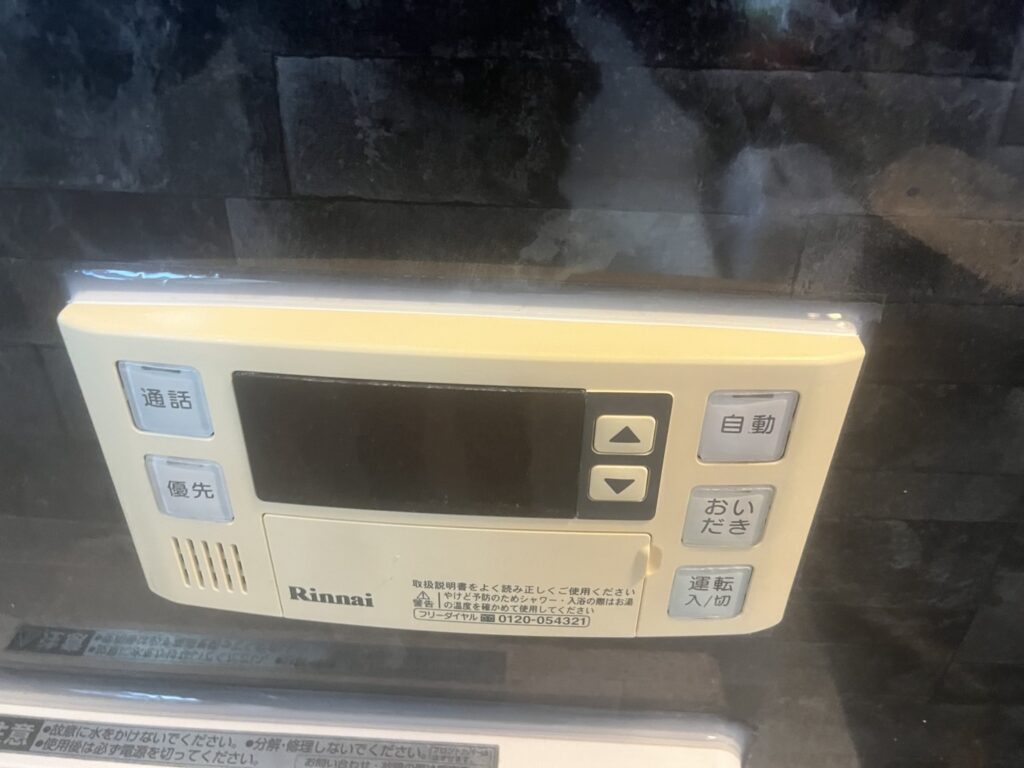 通話
優先
自動
おい
だき
運転
入/切
Rinnai
取扱説明書をよく読み正しくご使用ください
警告 やけど予防のためシャワー・入浴の際はお湯
の温度を確かめて使用してください
フリーダイヤル 0120-054321
注意
注意 •故意に水をかけないでください。•分解・修理しないでください。
•使用後は必ず電源を切ってください。